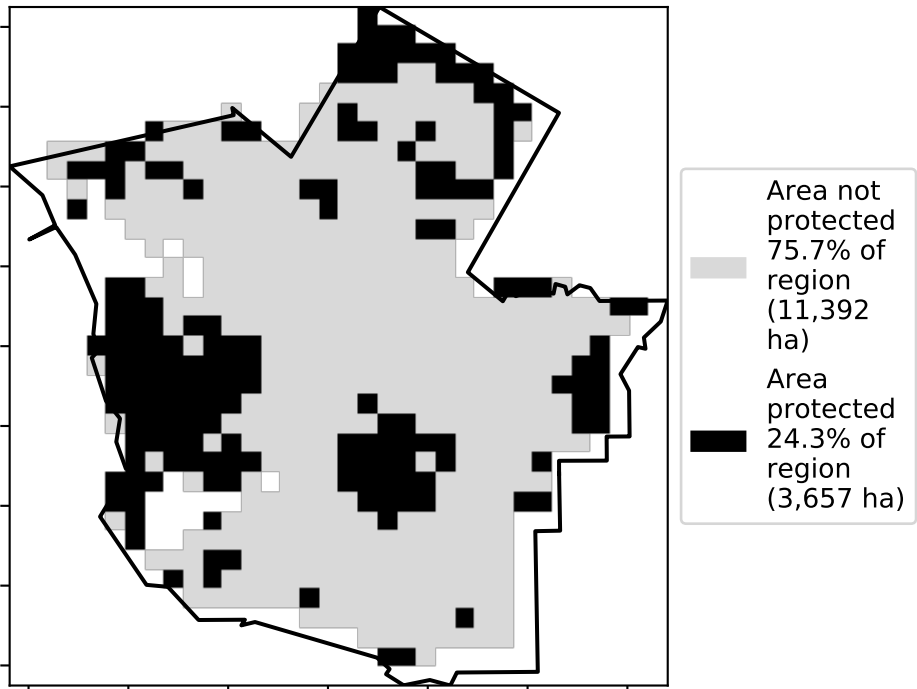 Area not
protected
75.7% of
region
(11,392
ha)
Area
protected
24.3% of
region
(3,657 ha)